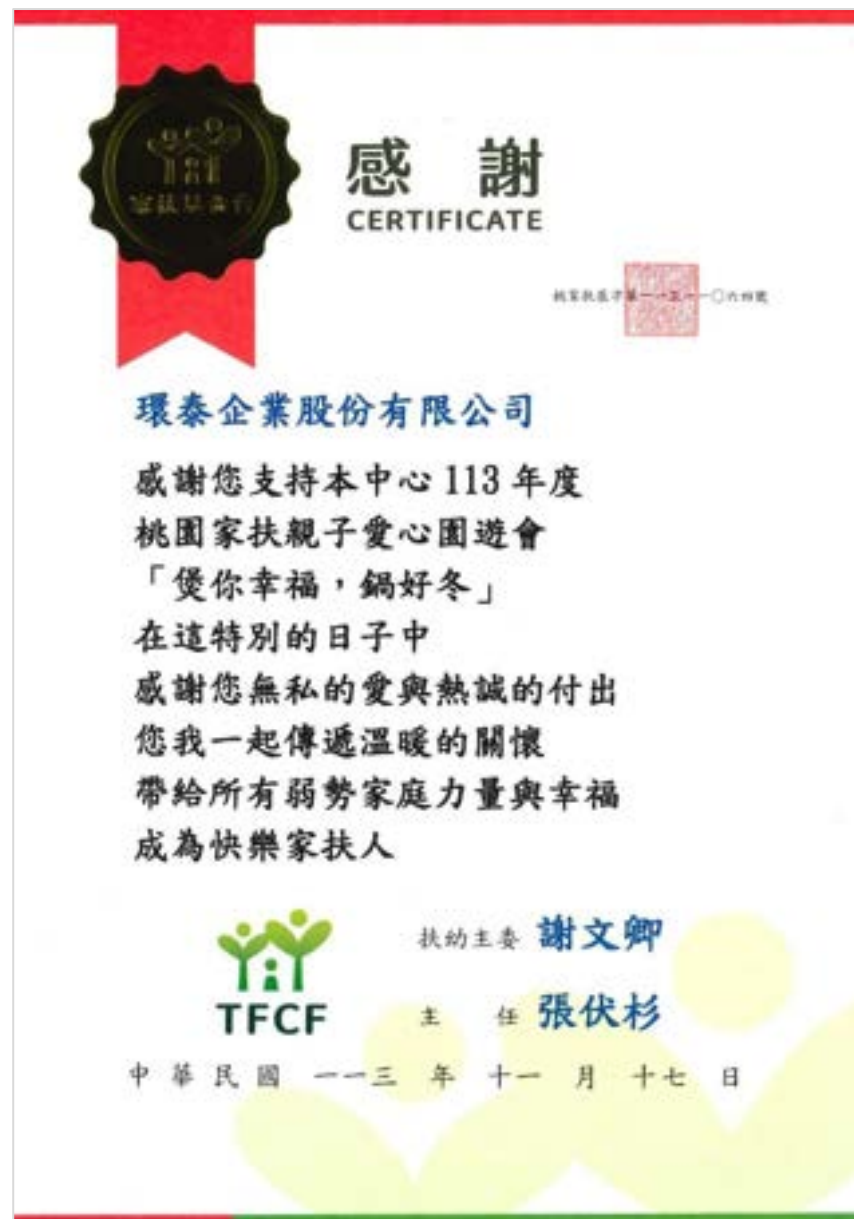 感謝
CERTIFICATE
環泰企業股份有限公司
感謝您支持本中心 113 年度
桃園家扶親子愛心園遊會
「煲你幸福，鍋好冬」
在這特別的日子中
感謝您無私的愛與熱誠的付出
您我一起傳遞溫暖的關懷
帶給所有弱勢家庭力量與幸福
成為快樂家扶人
扶幼主委 謝文卿
TFCF
主 任 張伏杉
中華民國 一一三 年 十一 月 十七 日